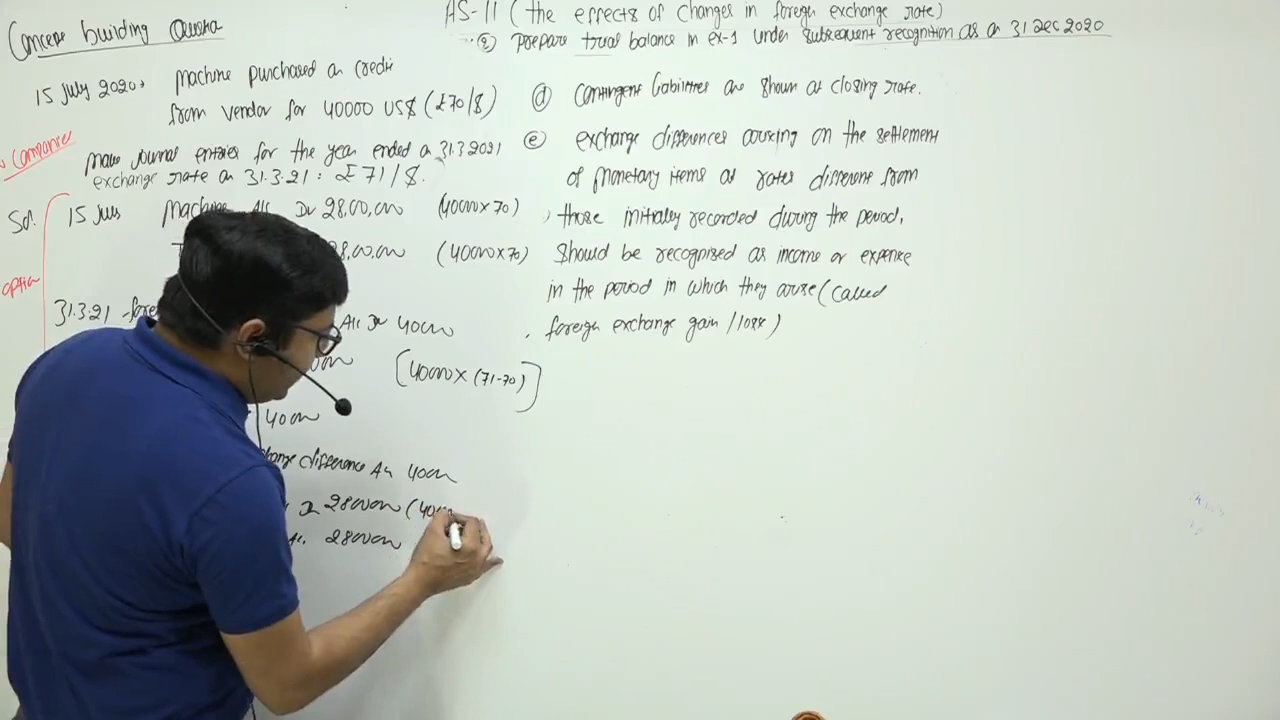 AS-11 (the effects of changes in foreign exchange rate)
Q prepare trial balance in ex-1 under subsequent recognition as on 31 Dec 2020
Concept building Question
15 July 2020, Machine purchased on credit
from vendor for 40000 US$ (₹70/$)
Make Journal entries for the year ended on 31.3.2021
exchange rate on 31.3.21: ₹71/$.
option
Sol. 15 July Machine A/c Dr 28,00,000 (40000×70)
(40000×70)
31.3.21
A/c Dr 40000
[40000×(71-70)]
40000
difference A/c 40000
Dr 2800000 (400
A/c. 2800000
(d) contingent liabilities are shown at closing rate.
(e) exchange differences arising on the settlement
of monetary items at rates different from
those initially recorded during the period,
should be recognised as income or expense
in the period in which they arise (called
foreign exchange gain / loss)